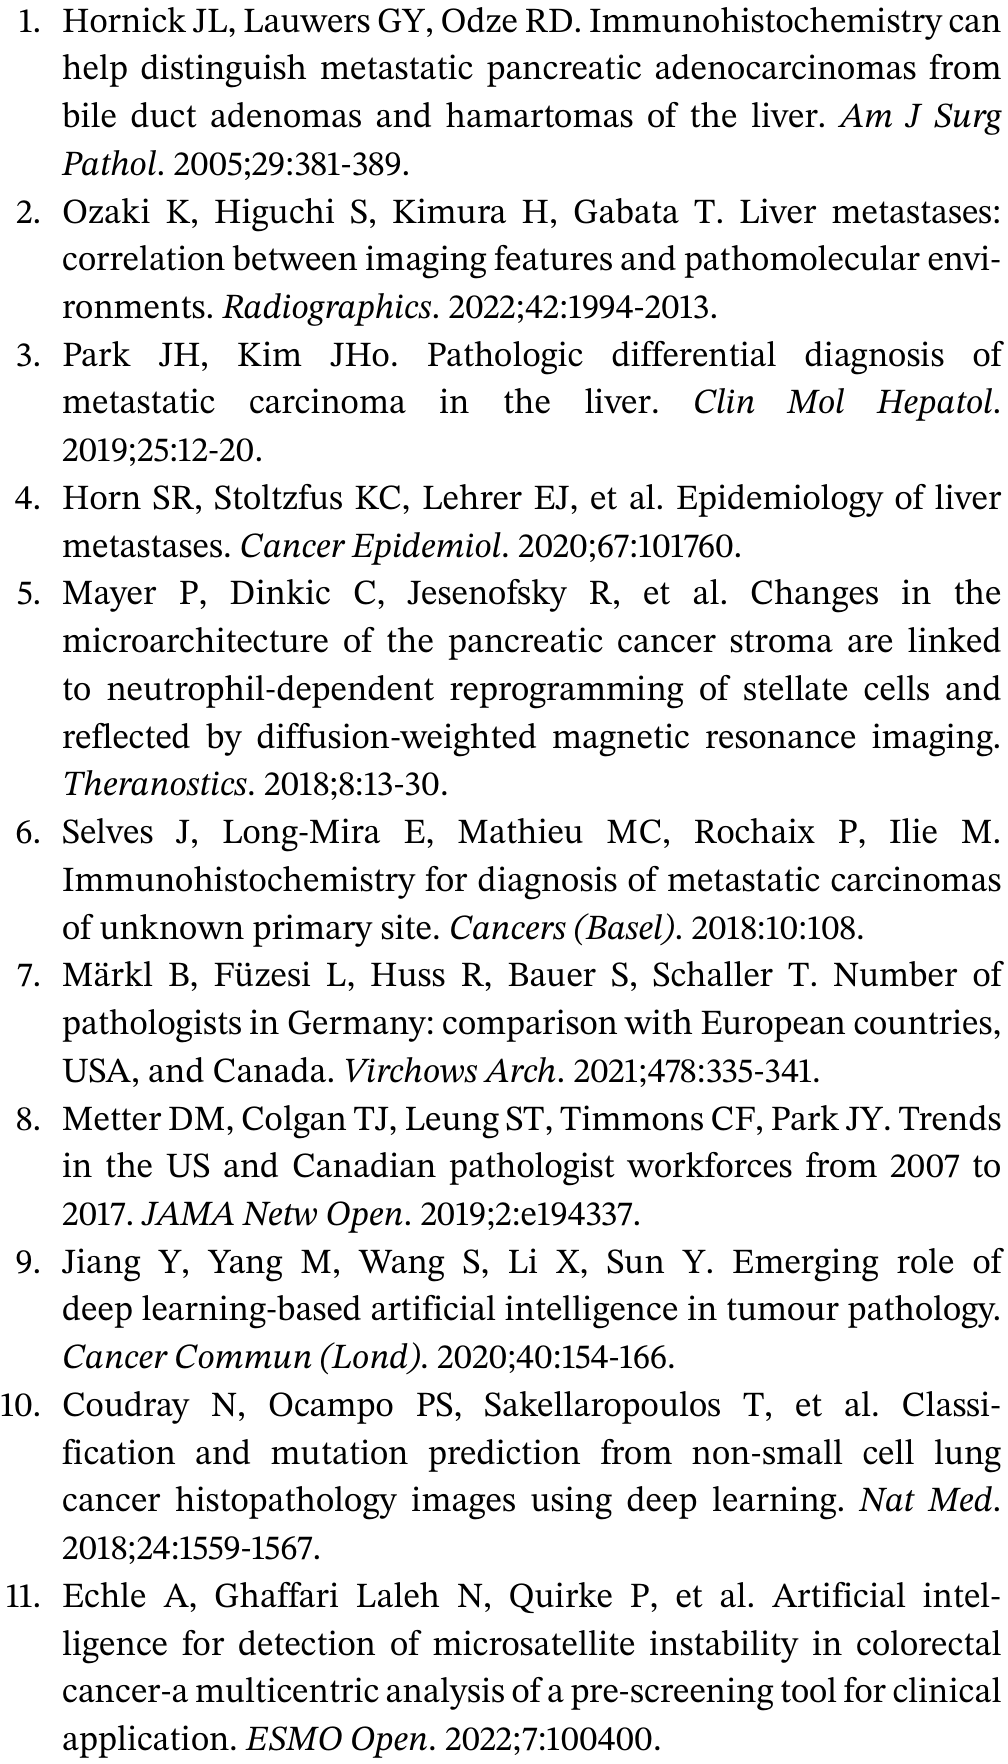 1. Hornick JL, Lauwers GY, Odze RD. Immunohistochemistry can
help distinguish metastatic pancreatic adenocarcinomas from
bile duct adenomas and hamartomas of the liver. Am J Surg
Pathol. 2005;29:381-389.
2. Ozaki K, Higuchi S, Kimura H, Gabata T. Liver metastases:
correlation between imaging features and pathomolecular envi-
ronments. Radiographics. 2022;42:1994-2013.
3. Park JH, Kim JHo. Pathologic differential diagnosis of
metastatic carcinoma in the liver. Clin Mol Hepatol.
2019;25:12-20.
4. Horn SR, Stoltzfus KC, Lehrer EJ, et al. Epidemiology of liver
metastases. Cancer Epidemiol. 2020;67:101760.
5. Mayer P, Dinkic C, Jesenofsky R, et al. Changes in the
microarchitecture of the pancreatic cancer stroma are linked
to neutrophil-dependent reprogramming of stellate cells and
reflected by diffusion-weighted magnetic resonance imaging.
Theranostics. 2018;8:13-30.
6. Selves J, Long-Mira E, Mathieu MC, Rochaix P, Ilie M.
Immunohistochemistry for diagnosis of metastatic carcinomas
of unknown primary site. Cancers (Basel). 2018:10:108.
7. Märkl B, Füzesi L, Huss R, Bauer S, Schaller T. Number of
pathologists in Germany: comparison with European countries,
USA, and Canada. Virchows Arch. 2021;478:335-341.
8. Metter DM, Colgan TJ, Leung ST, Timmons CF, Park JY. Trends
in the US and Canadian pathologist workforces from 2007 to
2017. JAMA Netw Open. 2019;2:e194337.
9. Jiang Y, Yang M, Wang S, Li X, Sun Y. Emerging role of
deep learning-based artificial intelligence in tumour pathology.
Cancer Commun (Lond). 2020;40:154-166.
10. Coudray N, Ocampo PS, Sakellaropoulos T, et al. Classi-
fication and mutation prediction from non-small cell lung
cancer histopathology images using deep learning. Nat Med.
2018;24:1559-1567.
11. Echle A, Ghaffari Laleh N, Quirke P, et al. Artificial intel-
ligence for detection of microsatellite instability in colorectal
cancer-a multicentric analysis of a pre-screening tool for clinical
application. ESMO Open. 2022;7:100400.